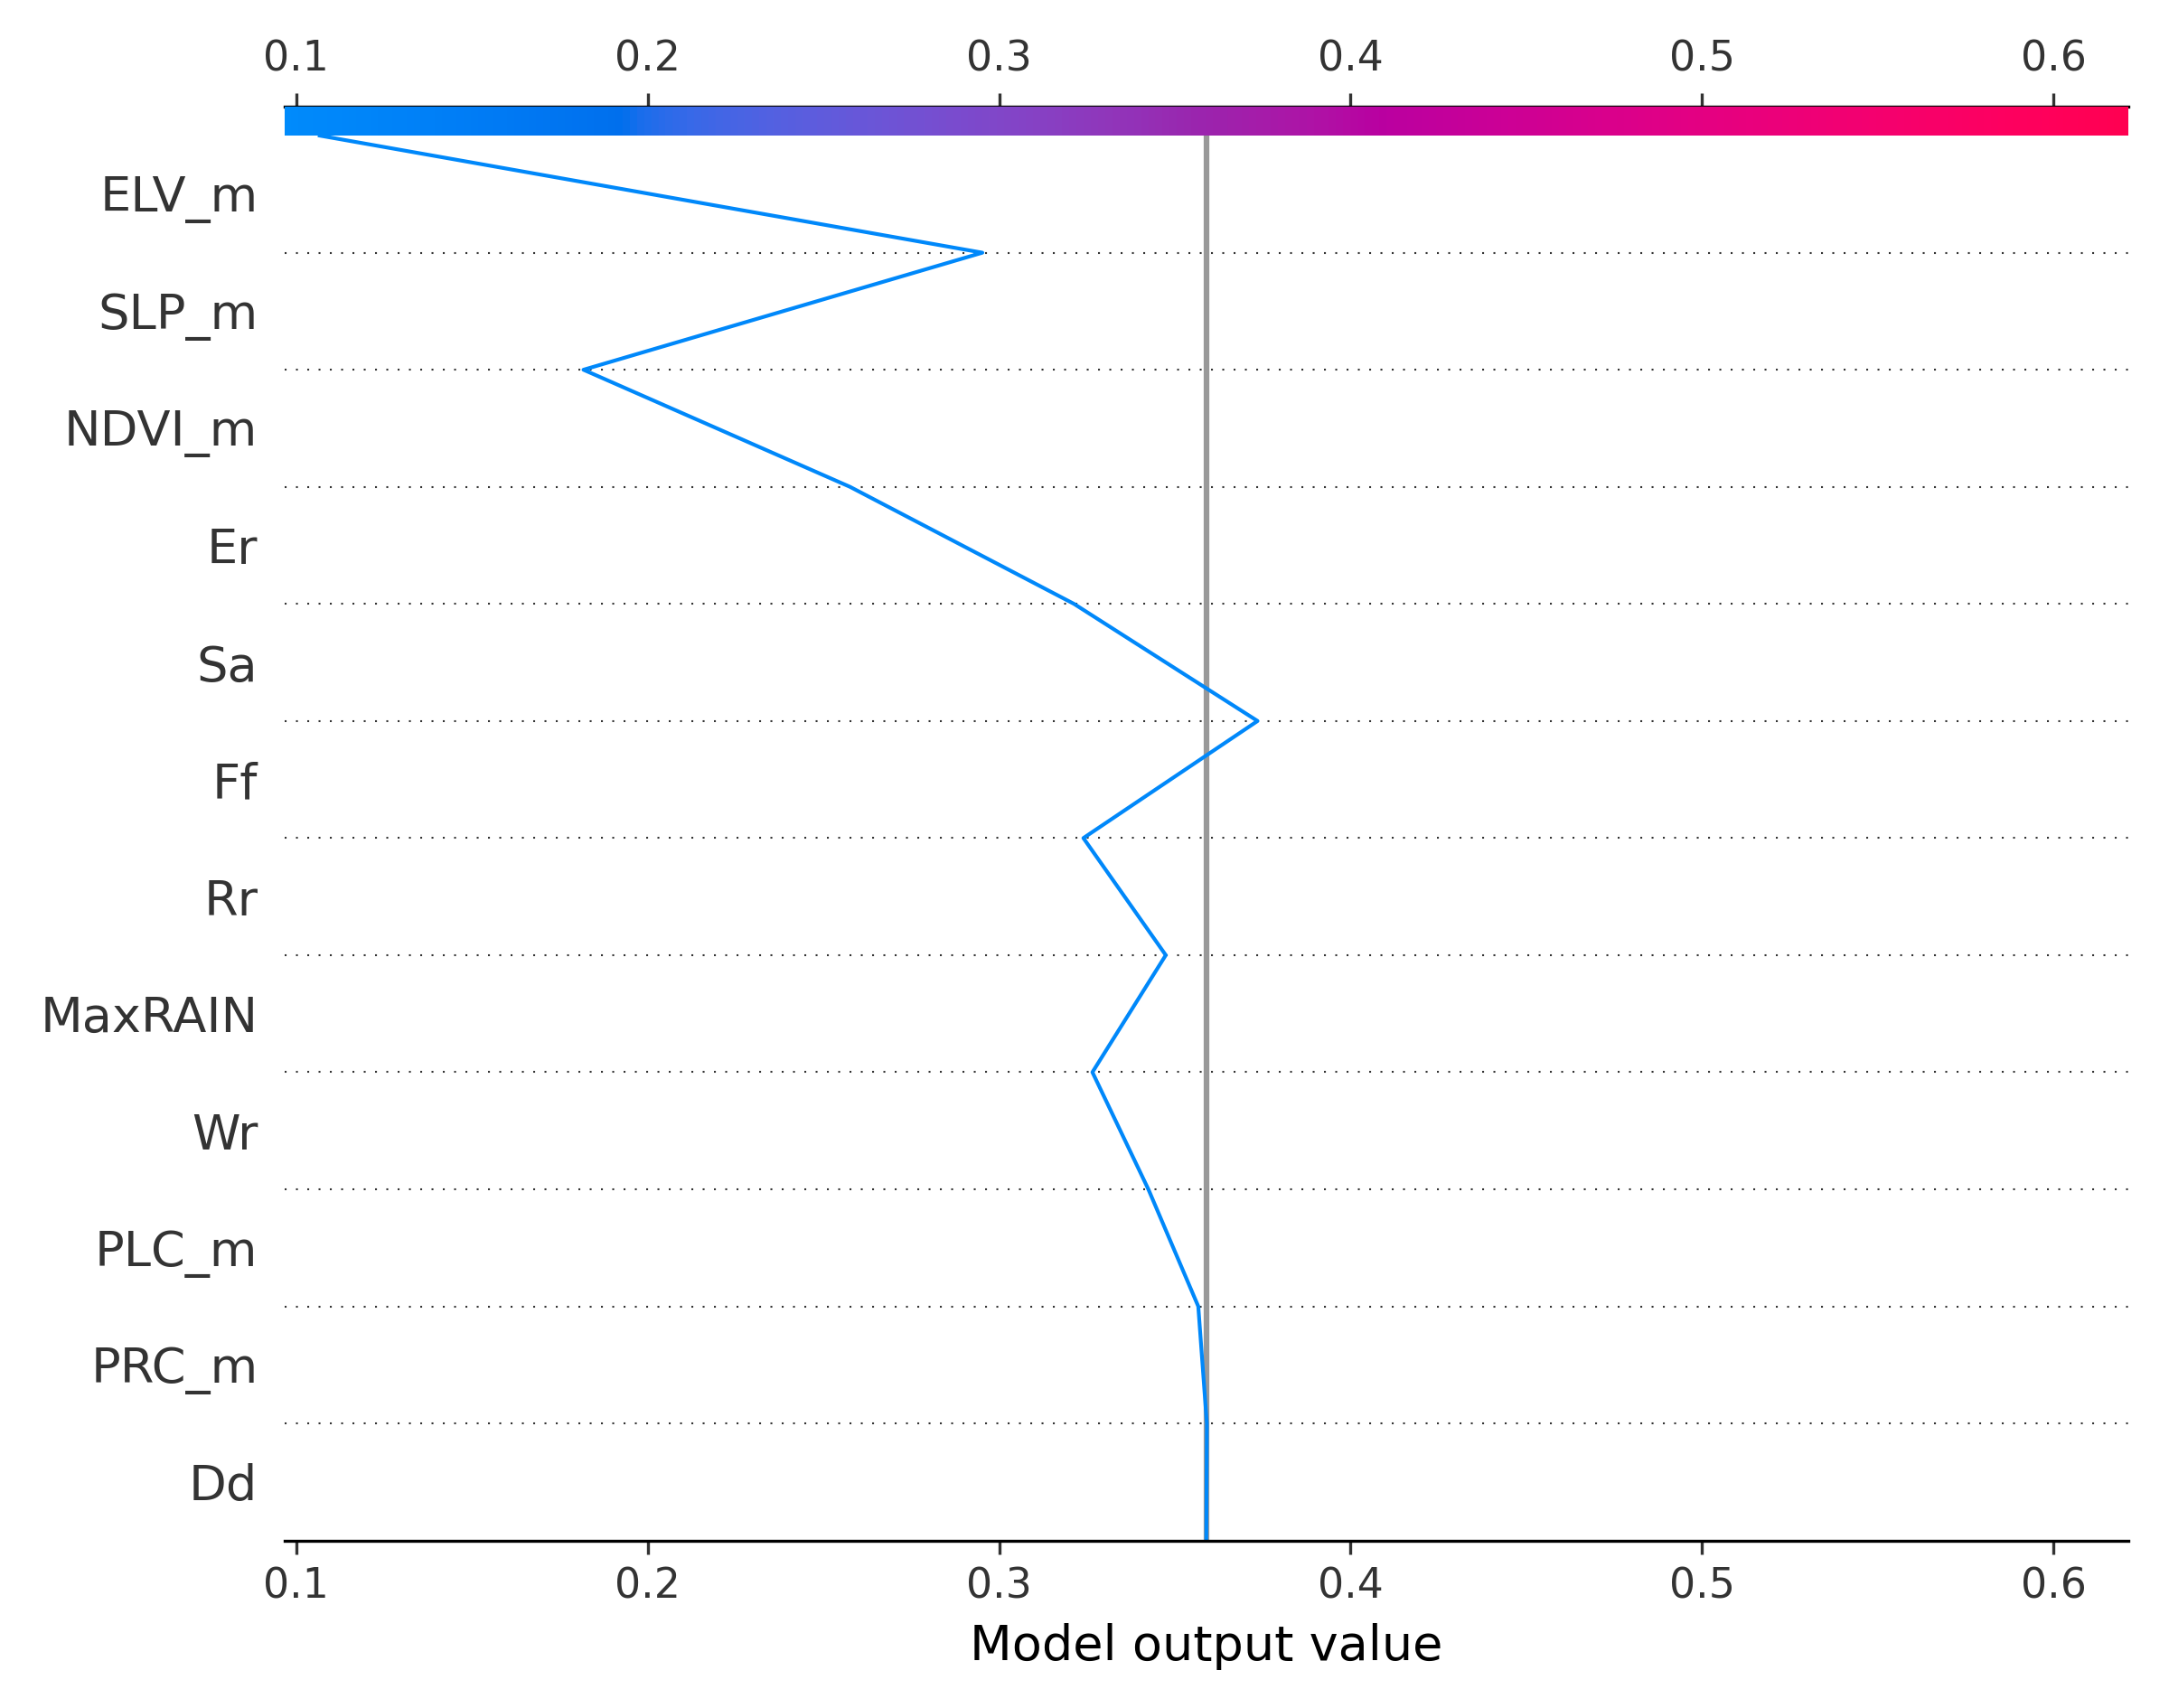 0.1 0.2 0.3 0.4 0.5 0.6
ELV_m
SLP_m
NDVI_m
Er
Sa
Ff
Rr
MaxRAIN
Wr
PLC_m
PRC_m
Dd
0.1 0.2 0.3 0.4 0.5 0.6
Model output value